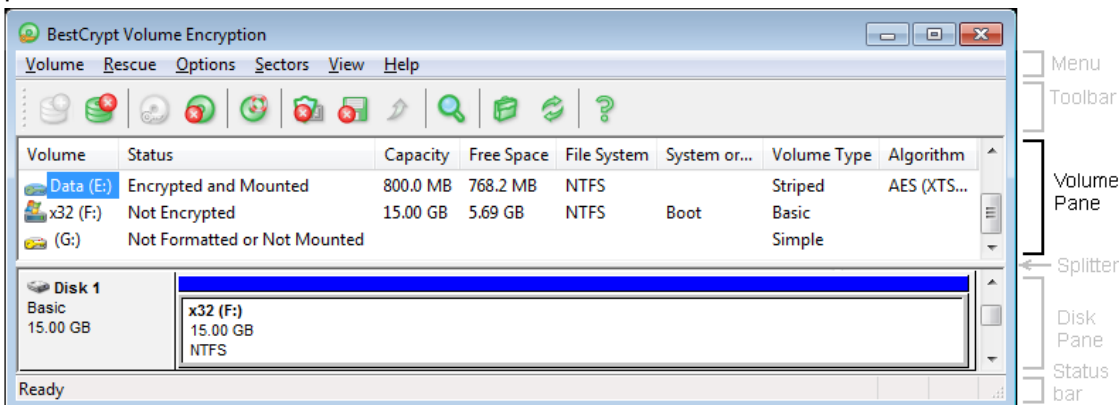 BestCrypt Volume Encryption
Volume Rescue Options Sectors View Help
Menu
Toolbar
Volume Status Capacity Free Space File System System or... Volume Type Algorithm
Data (E:) Encrypted and Mounted 800.0 MB 768.2 MB NTFS Striped AES (XTS...
x32 (F:) Not Encrypted 15.00 GB 5.69 GB NTFS Boot Basic
(G:) Not Formatted or Not Mounted Simple
Volume
Pane
Splitter
Disk 1
Basic
15.00 GB
x32 (F:)
15.00 GB
NTFS
Disk
Pane
Ready
Status
bar